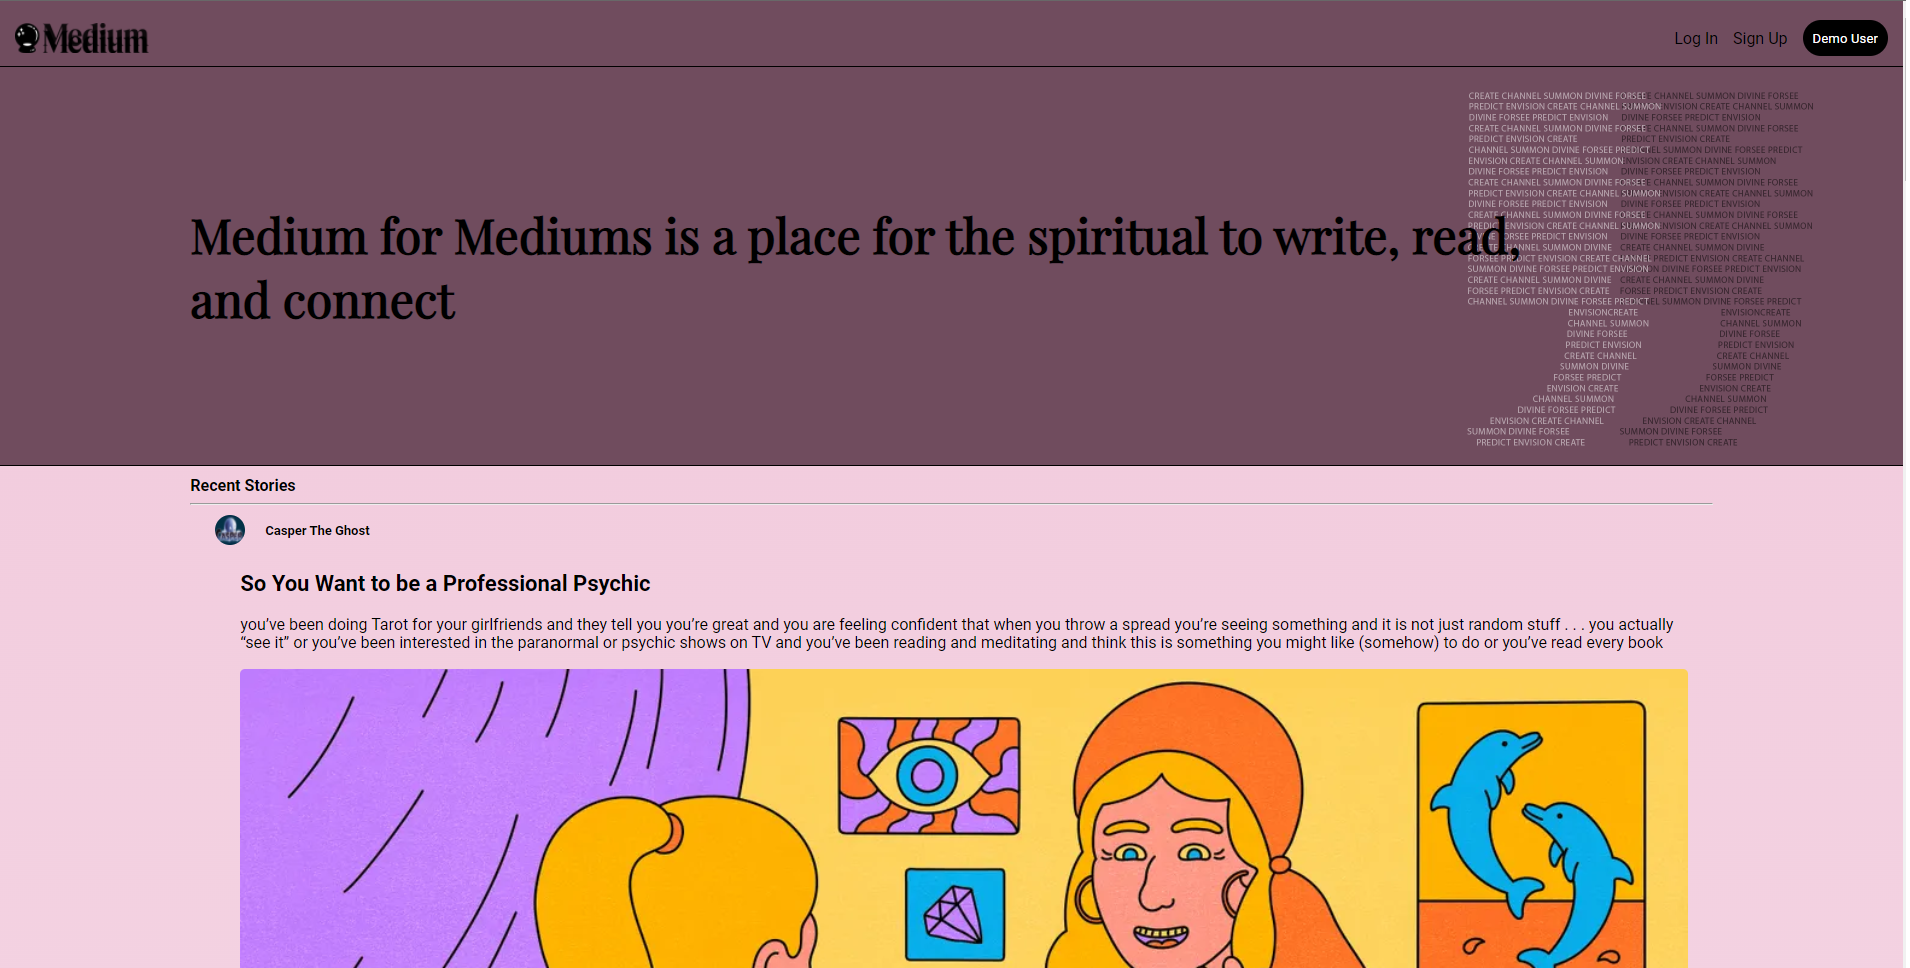 Medium
Log In
Sign Up
Demo User
Medium for Mediums is a place for the spiritual to write, read,
and connect
CREATE CHANNEL SUMMON DIVINE FORSEE
PREDICT ENVISION CREATE CHANNEL SUMMON
DIVINE FORSEE PREDICT ENVISION
CREATE CHANNEL SUMMON DIVINE FORSEE
PREDICT ENVISION CREATE
CHANNEL SUMMON DIVINE FORSEE PREDICT
ENVISION CREATE CHANNEL SUMMON
DIVINE FORSEE PREDICT ENVISION
CREATE CHANNEL SUMMON DIVINE FORSEE
PREDICT ENVISION CREATE CHANNEL SUMMON
DIVINE FORSEE PREDICT ENVISION
CREATE CHANNEL SUMMON DIVINE FORSEE
PREDICT ENVISION CREATE CHANNEL SUMMON
DIVINE FORSEE PREDICT ENVISION
CREATE CHANNEL SUMMON DIVINE
FORSEE PREDICT ENVISION CREATE CHANNEL
SUMMON DIVINE FORSEE PREDICT ENVISION
CREATE CHANNEL SUMMON DIVINE
FORSEE PREDICT ENVISION CREATE
CHANNEL SUMMON DIVINE FORSEE PREDICT
ENVISIONCREATE
CHANNEL SUMMON
DIVINE FORSEE
PREDICT ENVISION
CREATE CHANNEL
SUMMON DIVINE
FORSEE PREDICT
ENVISION CREATE
CHANNEL SUMMON
DIVINE FORSEE PREDICT
ENVISION CREATE CHANNEL
SUMMON DIVINE FORSEE
PREDICT ENVISION CREATE
CHANNEL SUMMON DIVINE FORSEE
ENVISION CREATE CHANNEL SUMMON
DIVINE FORSEE PREDICT ENVISION
CHANNEL SUMMON DIVINE FORSEE
PREDICT ENVISION CREATE
SUMMON DIVINE FORSEE PREDICT
ENVISION CREATE CHANNEL SUMMON
DIVINE FORSEE PREDICT ENVISION
CHANNEL SUMMON DIVINE FORSEE
ENVISION CREATE CHANNEL SUMMON
DIVINE FORSEE PREDICT ENVISION
CHANNEL SUMMON DIVINE FORSEE
ENVISION CREATE CHANNEL SUMMON
DIVINE FORSEE PREDICT ENVISION
CREATE CHANNEL SUMMON DIVINE
PREDICT ENVISION CREATE CHANNEL
DIVINE FORSEE PREDICT ENVISION
CREATE CHANNEL SUMMON DIVINE
FORSEE PREDICT ENVISION CREATE
SUMMON DIVINE FORSEE PREDICT
ENVISIONCREATE
CHANNEL SUMMON
DIVINE FORSEE
PREDICT ENVISION
CREATE CHANNEL
SUMMON DIVINE
FORSEE PREDICT
ENVISION CREATE
CHANNEL SUMMON
DIVINE FORSEE PREDICT
ENVISION CREATE CHANNEL
SUMMON DIVINE FORSEE
PREDICT ENVISION CREATE
Recent Stories
Casper The Ghost
So You Want to be a Professional Psychic
you’ve been doing Tarot for your girlfriends and they tell you you’re great and you are feeling confident that when you throw a spread you’re seeing something and it is not just random stuff . . . you actually
“see it” or you’ve been interested in the paranormal or psychic shows on TV and you’ve been reading and meditating and think this is something you might like (somehow) to do or you’ve read every book